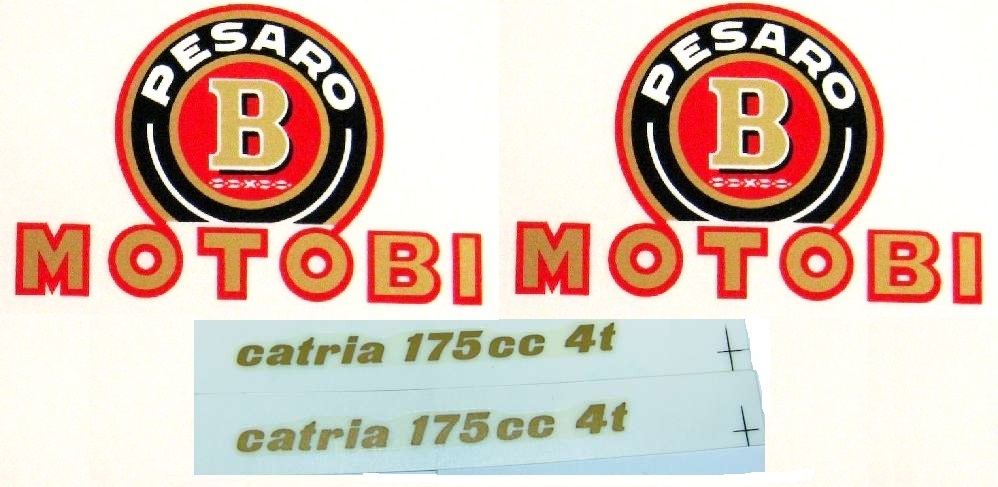 PESARO
B
MOTOBI
PESARO
B
MOTOBI
catria 175cc 4t
catria 175cc 4t